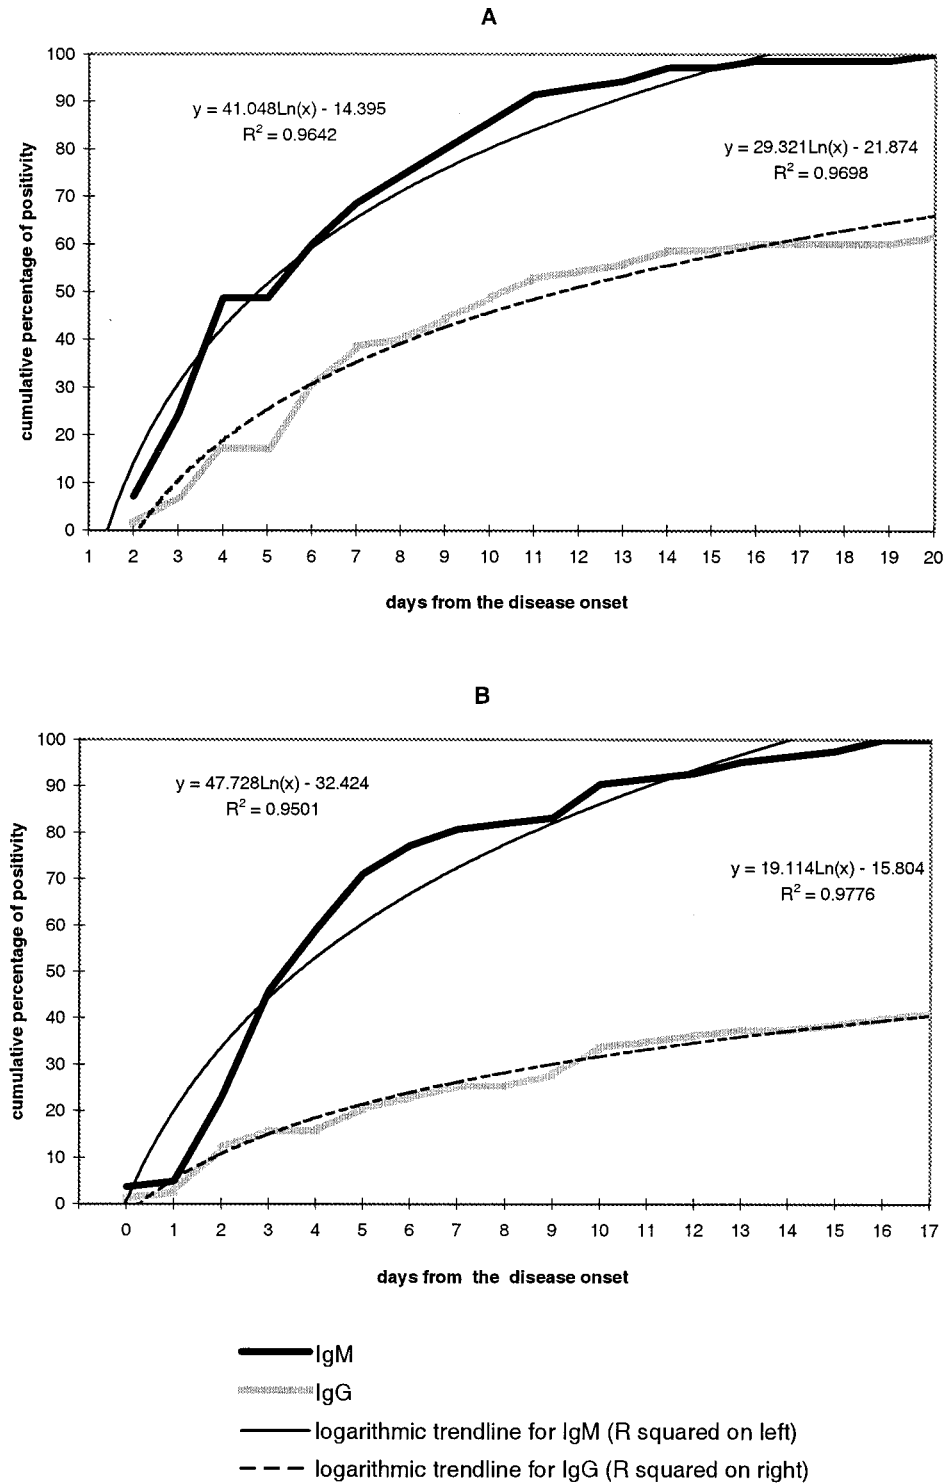 A
100
90
80
70
60
50
40
30
20
10
0
cumulative percentage of positivity
y = 41.048Ln(x) - 14.395
R² = 0.9642
y = 29.321Ln(x) - 21.874
R² = 0.9698
1 2 3 4 5 6 7 8 9 10 11 12 13 14 15 16 17 18 19 20
days from the disease onset
B
100
90
80
70
60
50
40
30
20
10
0
cumulative percentage of positivity
y = 47.728Ln(x) - 32.424
R² = 0.9501
y = 19.114Ln(x) - 15.804
R² = 0.9776
0 1 2 3 4 5 6 7 8 9 10 11 12 13 14 15 16 17
days from the disease onset
IgM
IgG
logarithmic trendline for IgM (R squared on left)
logarithmic trendline for IgG (R squared on right)